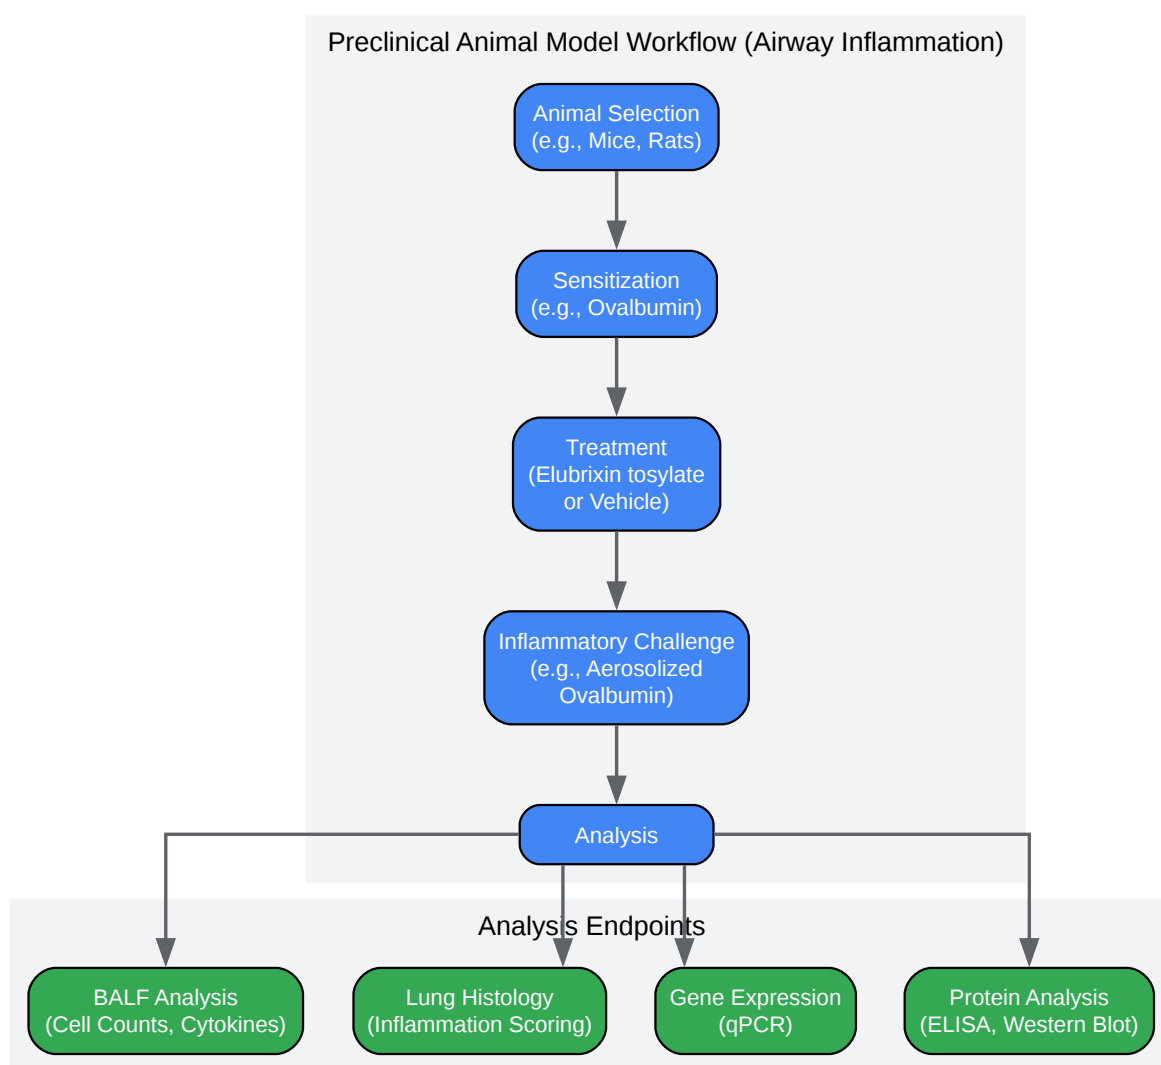 Preclinical Animal Model Workflow (Airway Inflammation)
Animal Selection
(e.g., Mice, Rats)
Sensitization
(e.g., Ovalbumin)
Treatment
(Elubrixin tosylate
or Vehicle)
Inflammatory Challenge
(e.g., Aerosolized
Ovalbumin)
Analysis
Analysis Endpoints
BALF Analysis
(Cell Counts, Cytokines)
Lung Histology
(Inflammation Scoring)
Gene Expression
(qPCR)
Protein Analysis
(ELISA, Western Blot)